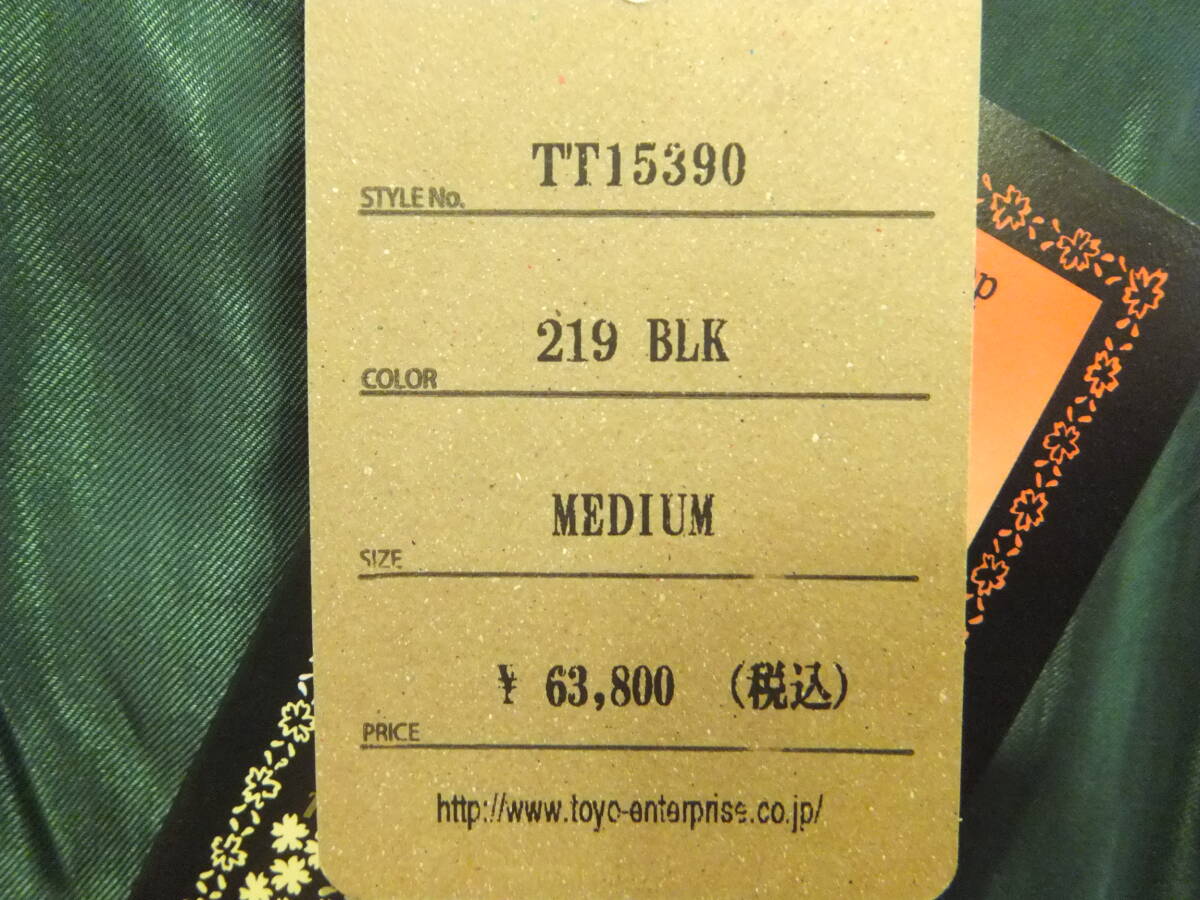 TT15390
STYLE No.
219 BLK
COLOR
MEDIUM
SIZE
¥ 63,800 (税込)
PRICE
http://www.toyo-enterprise.co.jp/